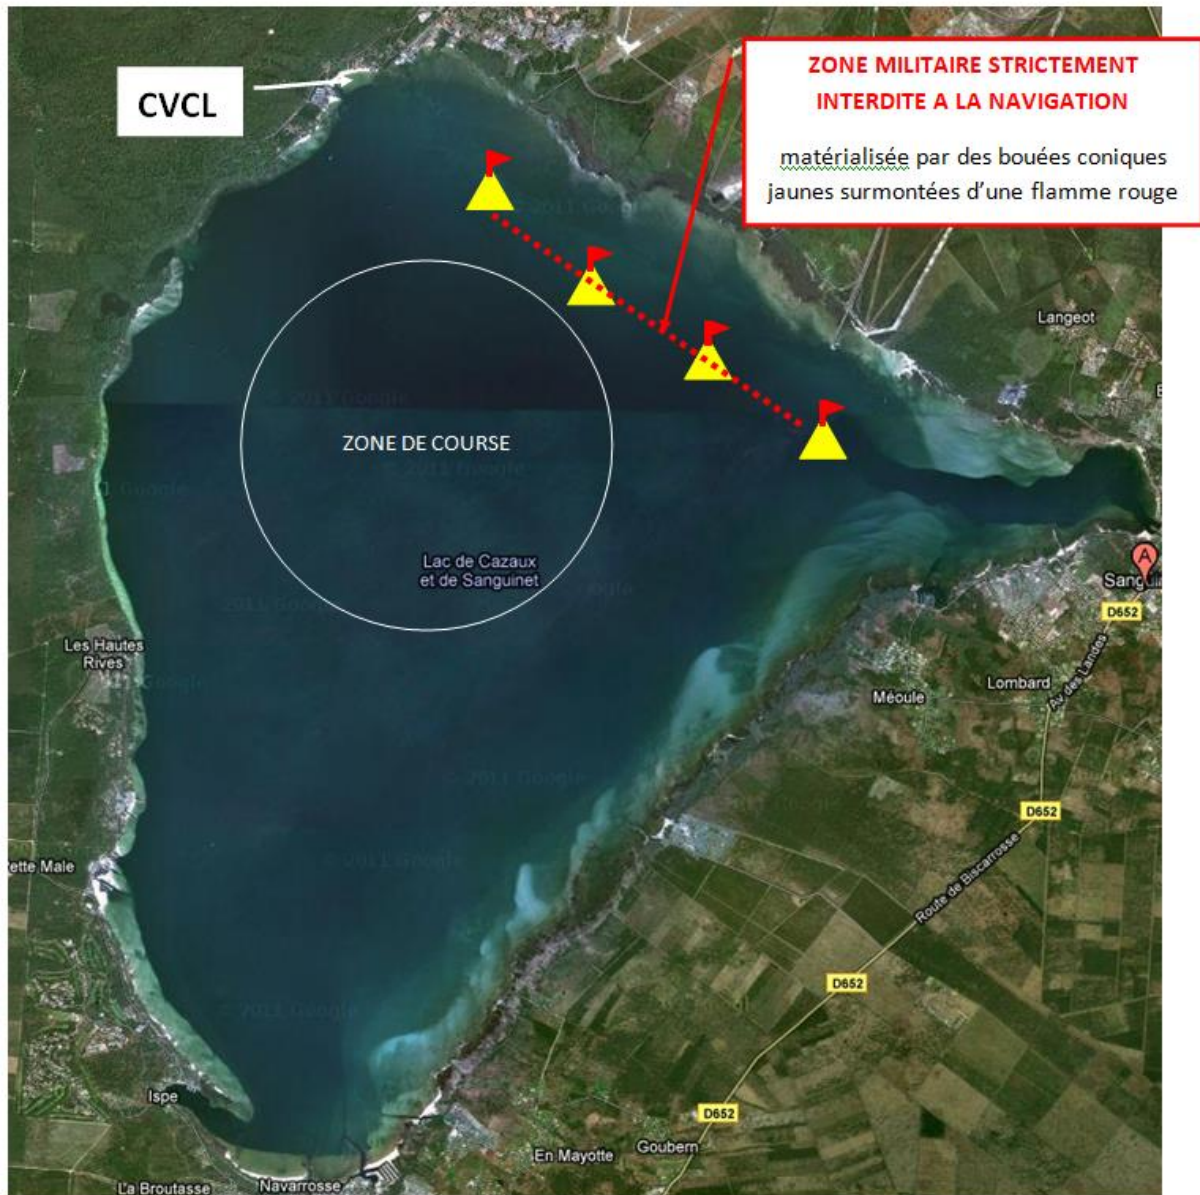 CVCL
ZONE MILITAIRE STRICTEMENT
INTERDITE A LA NAVIGATION
matérialisée par des bouées coniques
jaunes surmontées d'une flamme rouge
Langeot
ZONE DE COURSE
Lac de Cazaux
et de Sanguinet
A
Sangui
D652
Les Hautes
Rives
Méoule
Lombard
Av des Landes
D652
ette Male
Route de Biscarrosse
D652
Ispe
D652
Goubern
En Mayotte
La Broutasse
Navarrosse